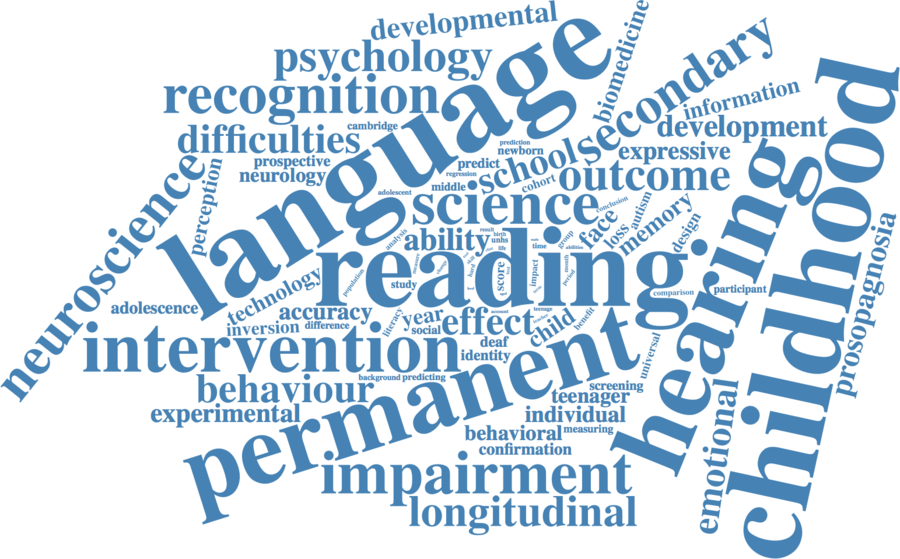 developmental
psychology
biomedicine
secondary
recognition
language
childhood
information
difficulties
cambridge
development
prediction
newborn
school
expressive
prospective
neurology
predict
regression
middle
cohort
outcome
neuroscience
perception
adolescent
science
conclusion
autism
memory
face
loss
design
hearing
ability
analysis
result
birth
unhs
life
time
group
reading
study
score
impact
month
period
population
comparison
participant
prosopagnosia
technology
adolescence
accuracy
inversion
difference
literacy
year
social
effect
account
teenage
child
benefit
deaf
identity
universal
intervention
permanent
background
predicting
behaviour
screening
teenager
experimental
individual
behavioral
measuring
confirmation
emotional
impairment
longitudinal